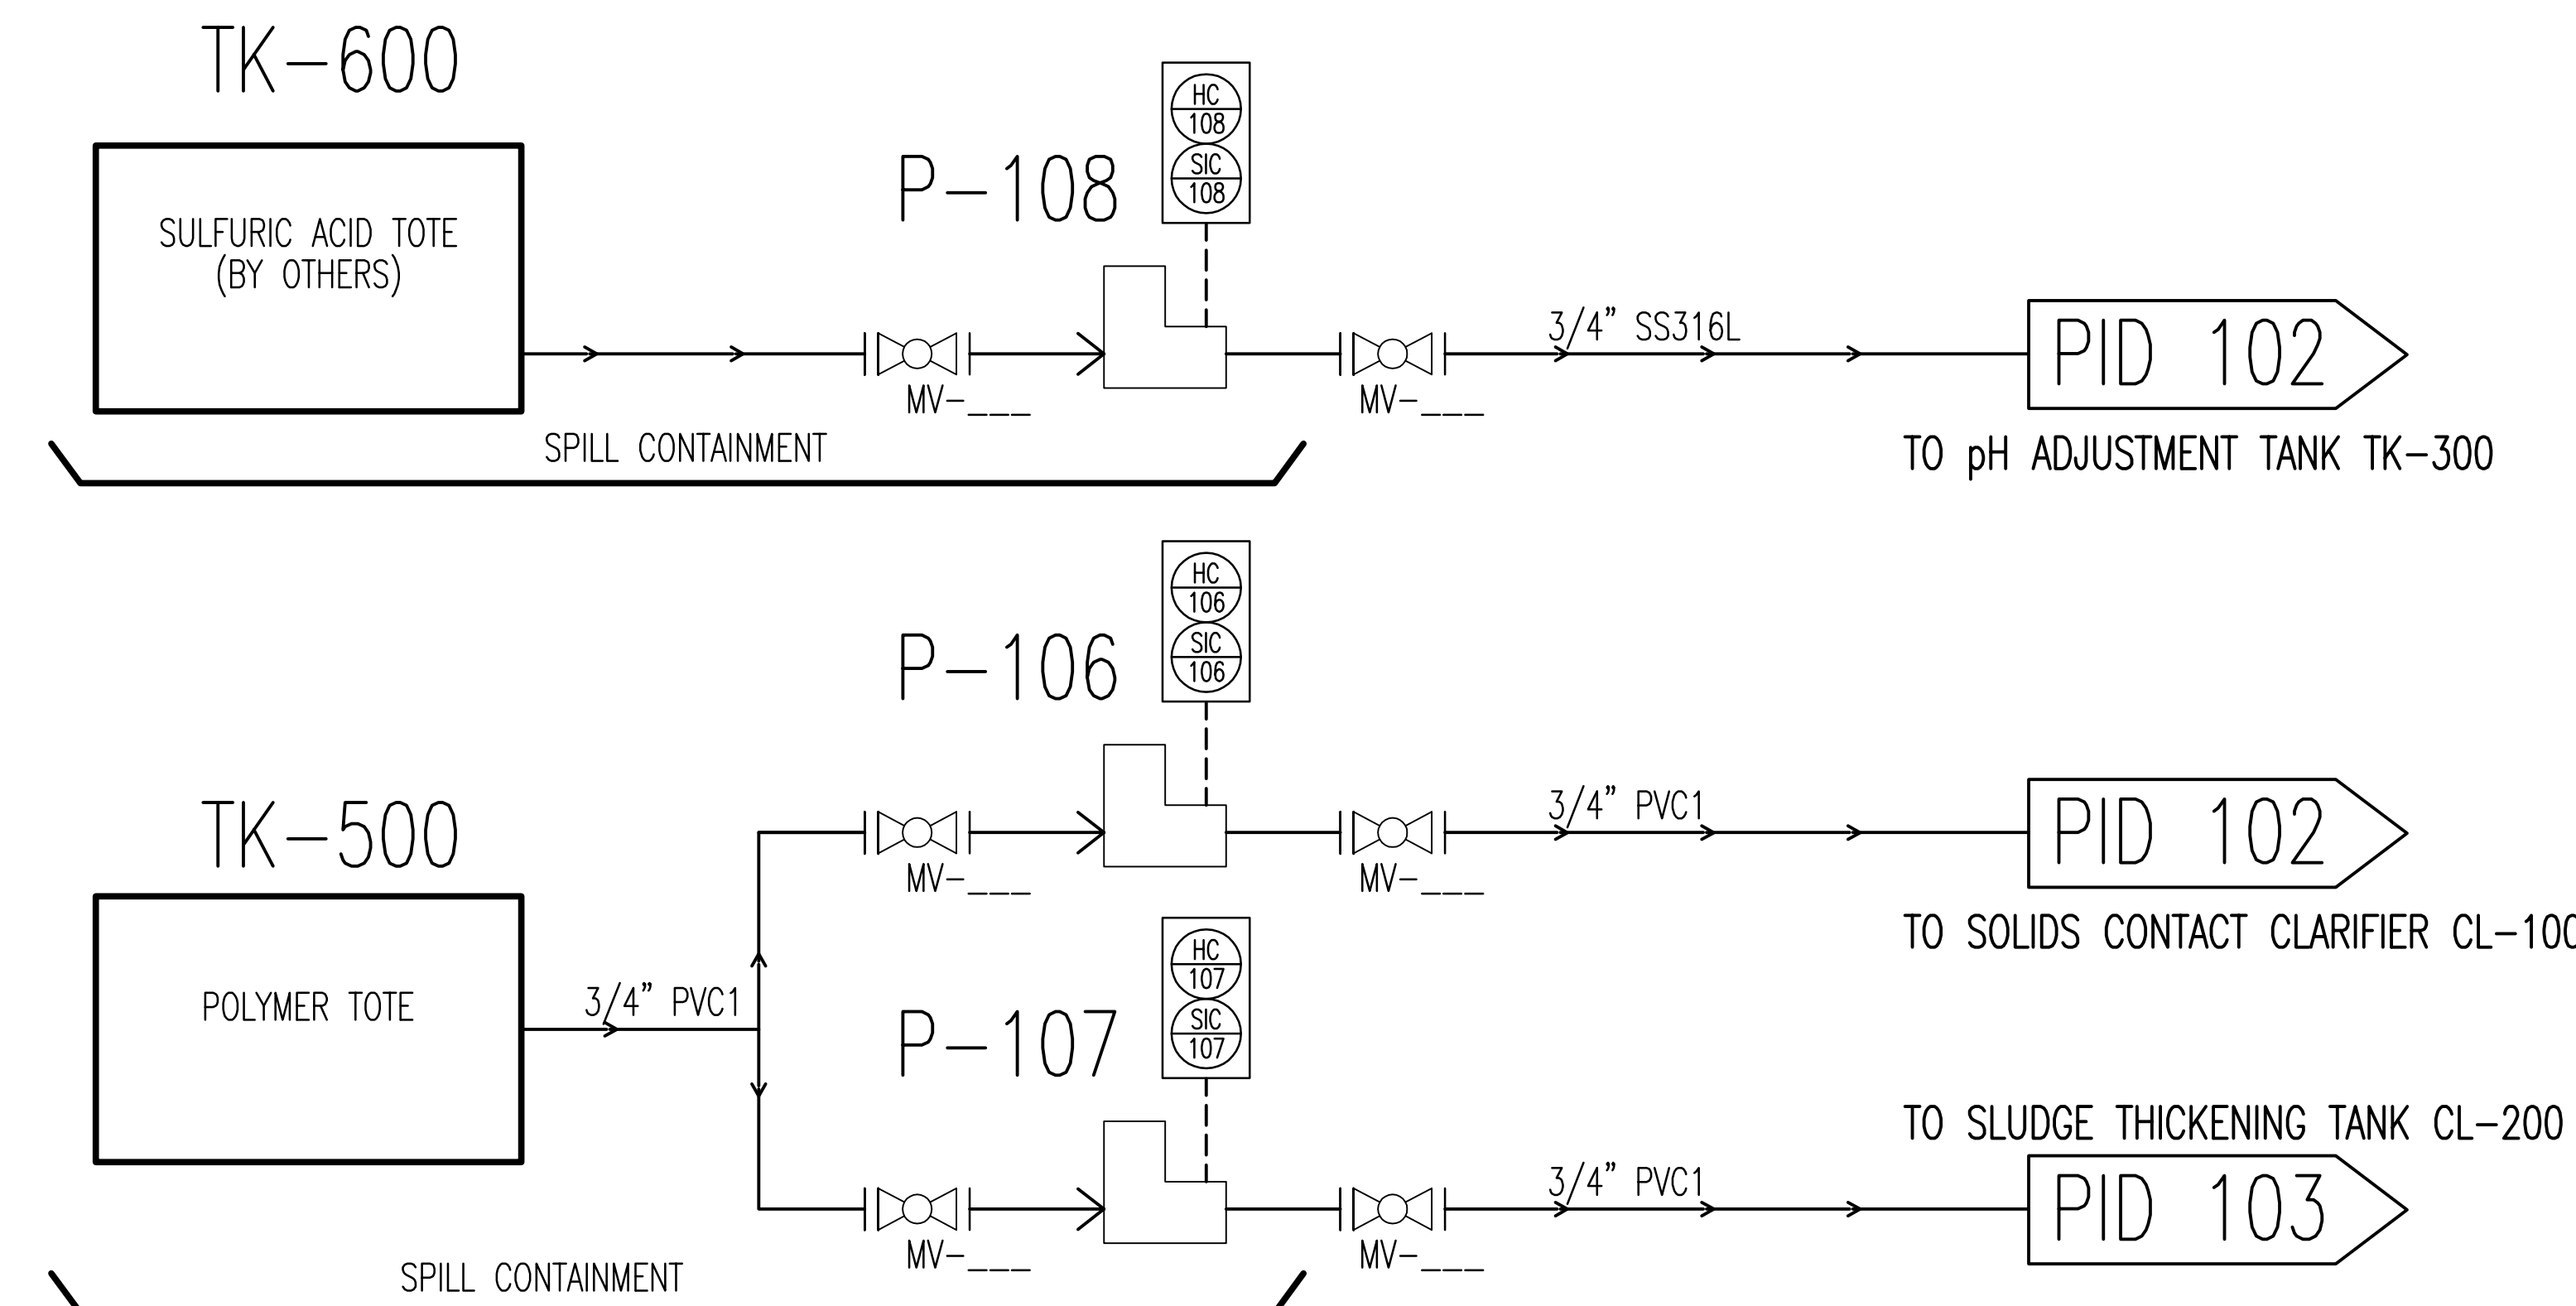 TK-600
HC
108
SIC
108
P-108
SULFURIC ACID TOTE
(BY OTHERS)
3/4" SS316L
PID 102
MV-___
MV-___
SPILL CONTAINMENT
TO pH ADJUSTMENT TANK TK-300
HC
106
SIC
106
P-106
TK-500
3/4" PVC1
PID 102
MV-___
MV-___
TO SOLIDS CONTACT CLARIFIER CL-100
HC
107
SIC
107
POLYMER TOTE
3/4" PVC1
P-107
TO SLUDGE THICKENING TANK CL-200
3/4" PVC1
PID 103
MV-___
MV-___
SPILL CONTAINMENT